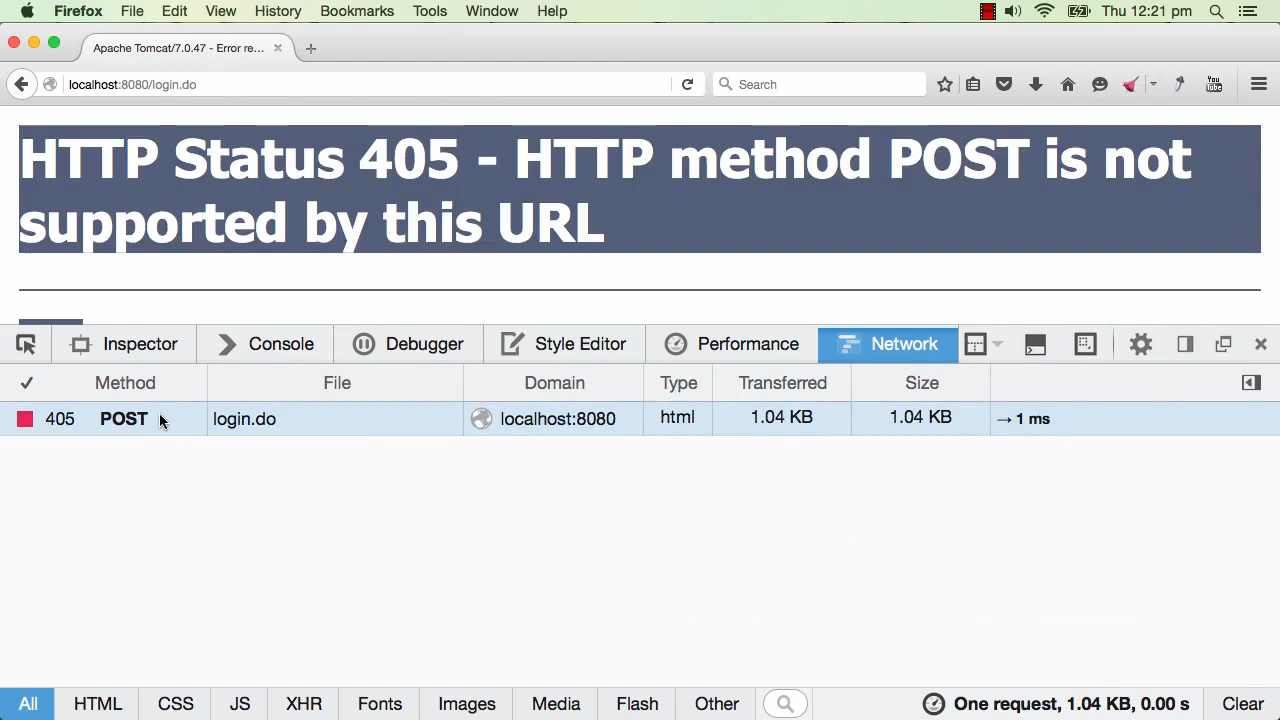 Firefox File Edit View History Bookmarks Tools Window Help Thu 12:21 pm
Apache Tomcat/7.0.47 - Error re...
localhost:8080/login.do Search You Tube
HTTP Status 405 - HTTP method POST is not
supported by this URL
Inspector Console Debugger Style Editor Performance Network
✓ Method File Domain Type Transferred Size
405 POST login.do localhost:8080 html 1.04 KB 1.04 KB → 1 ms
All HTML CSS JS XHR Fonts Images Media Flash Other One request, 1.04 KB, 0.00 s Clear